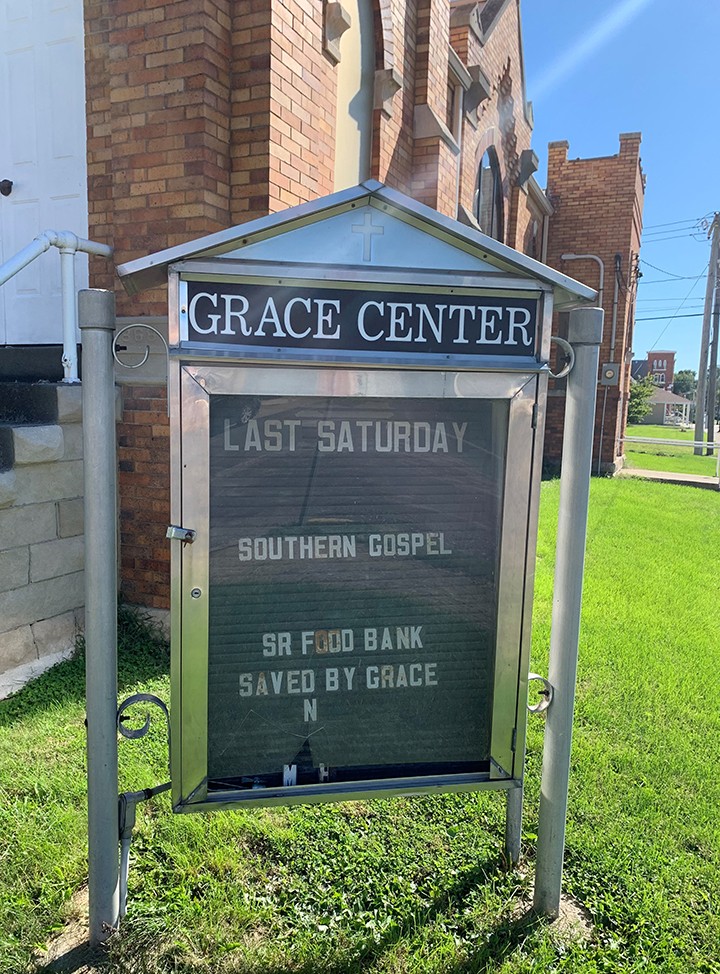 GRACE CENTER
LAST SATURDAY
SOUTHERN GOSPEL
SR FOOD BANK
SAVED BY GRACE
N
M H